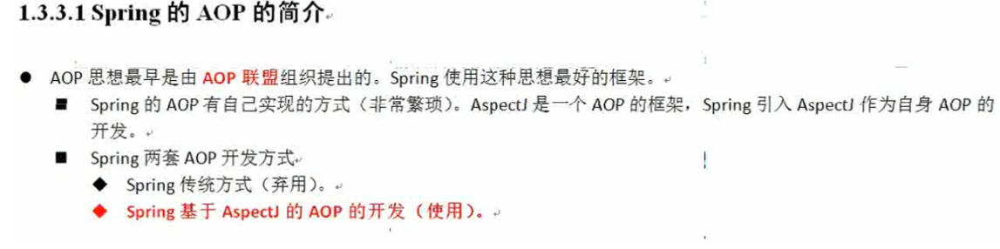 1.3.3.1 Spring 的 AOP 的简介
● AOP 思想最早是由 AOP 联盟组织提出的。Spring 使用这种思想最好的框架。
■ Spring 的 AOP 有自己实现的方式（非常繁琐）。AspectJ 是一个 AOP 的框架，Spring 引入 AspectJ 作为自身 AOP 的
开发。
■ Spring 两套 AOP 开发方式
◆ Spring 传统方式（弃用）。
◆ Spring 基于 AspectJ 的 AOP 的开发（使用）。